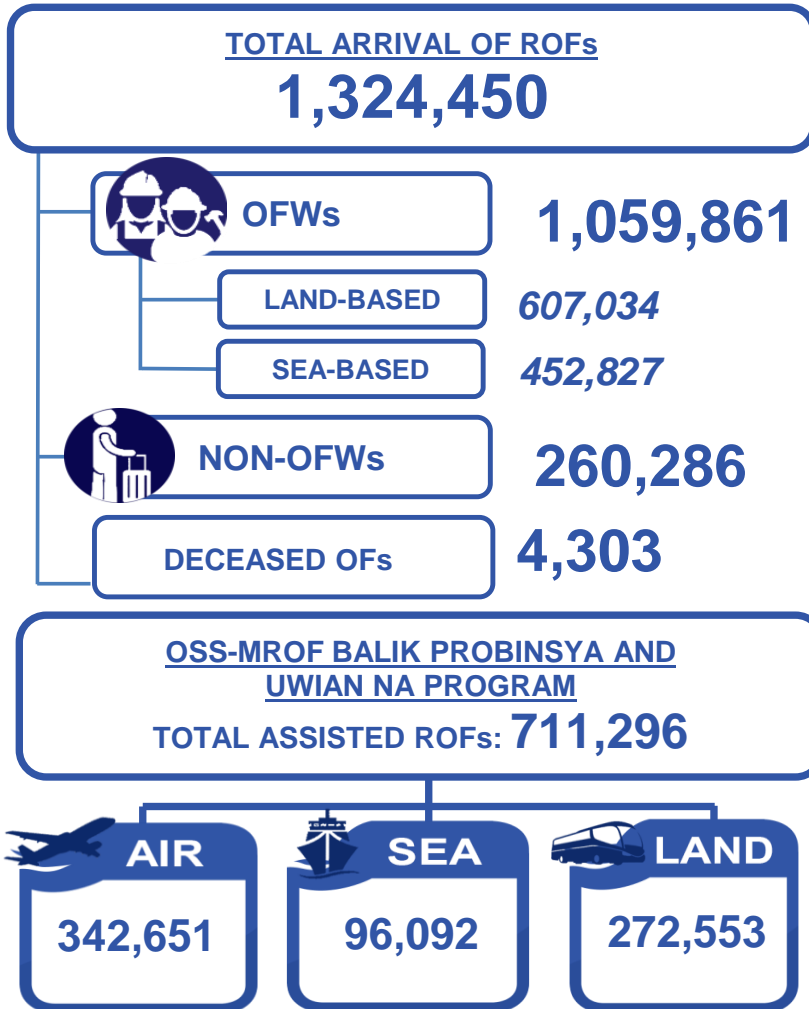 TOTAL ARRIVAL OF ROFs
1,324,450
OFWs 1,059,861
LAND-BASED 607,034
SEA-BASED 452,827
NON-OFWs 260,286
DECEASED OFs 4,303
OSS-MROF BALIK PROBINSYA AND
UWIAN NA PROGRAM
TOTAL ASSISTED ROFs: 711,296
AIR SEA LAND
342,651 96,092 272,553